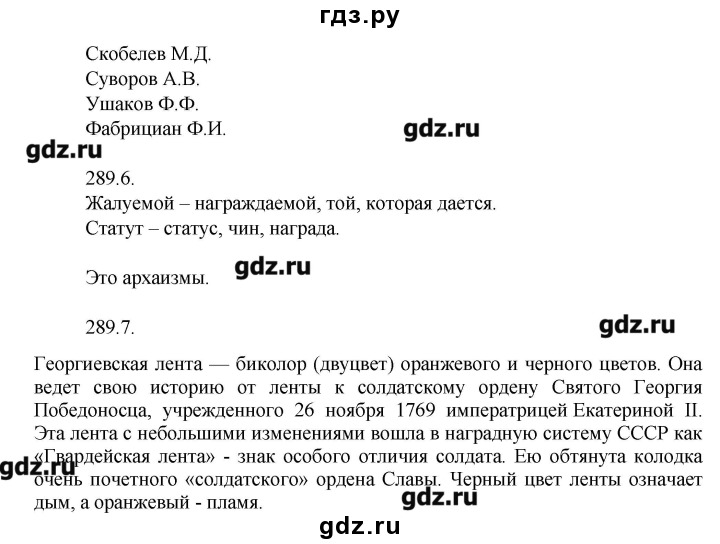 гдз.ру
Скобелев М.Д.
Суворов А.В.
Ушаков Ф.Ф.
Фабрициан Ф.И.
gdz.ru
gdz.ru
289.6.
Жалуемой – награждаемой, той, которая дается.
Статут – статус, чин, награда.
Это архаизмы.
gdz.ru
289.7.
gdz.ru
Георгиевская лента — биколор (двуцвет) оранжевого и черного цветов. Она
ведет свою историю от ленты к солдатскому ордену Святого Георгия
Победоносца, учрежденного 26 ноября 1769 императрицей Екатериной II.
Эта лента с небольшими изменениями вошла в наградную систему СССР как
«Гвардейская лента» - знак особого отличия солдата. Ею обтянута колодка
gdz.ru
очень почетного «солдатского» ордена Славы. Черный цвет ленты означает
дым, а оранжевый - пламя.
gdz.ru